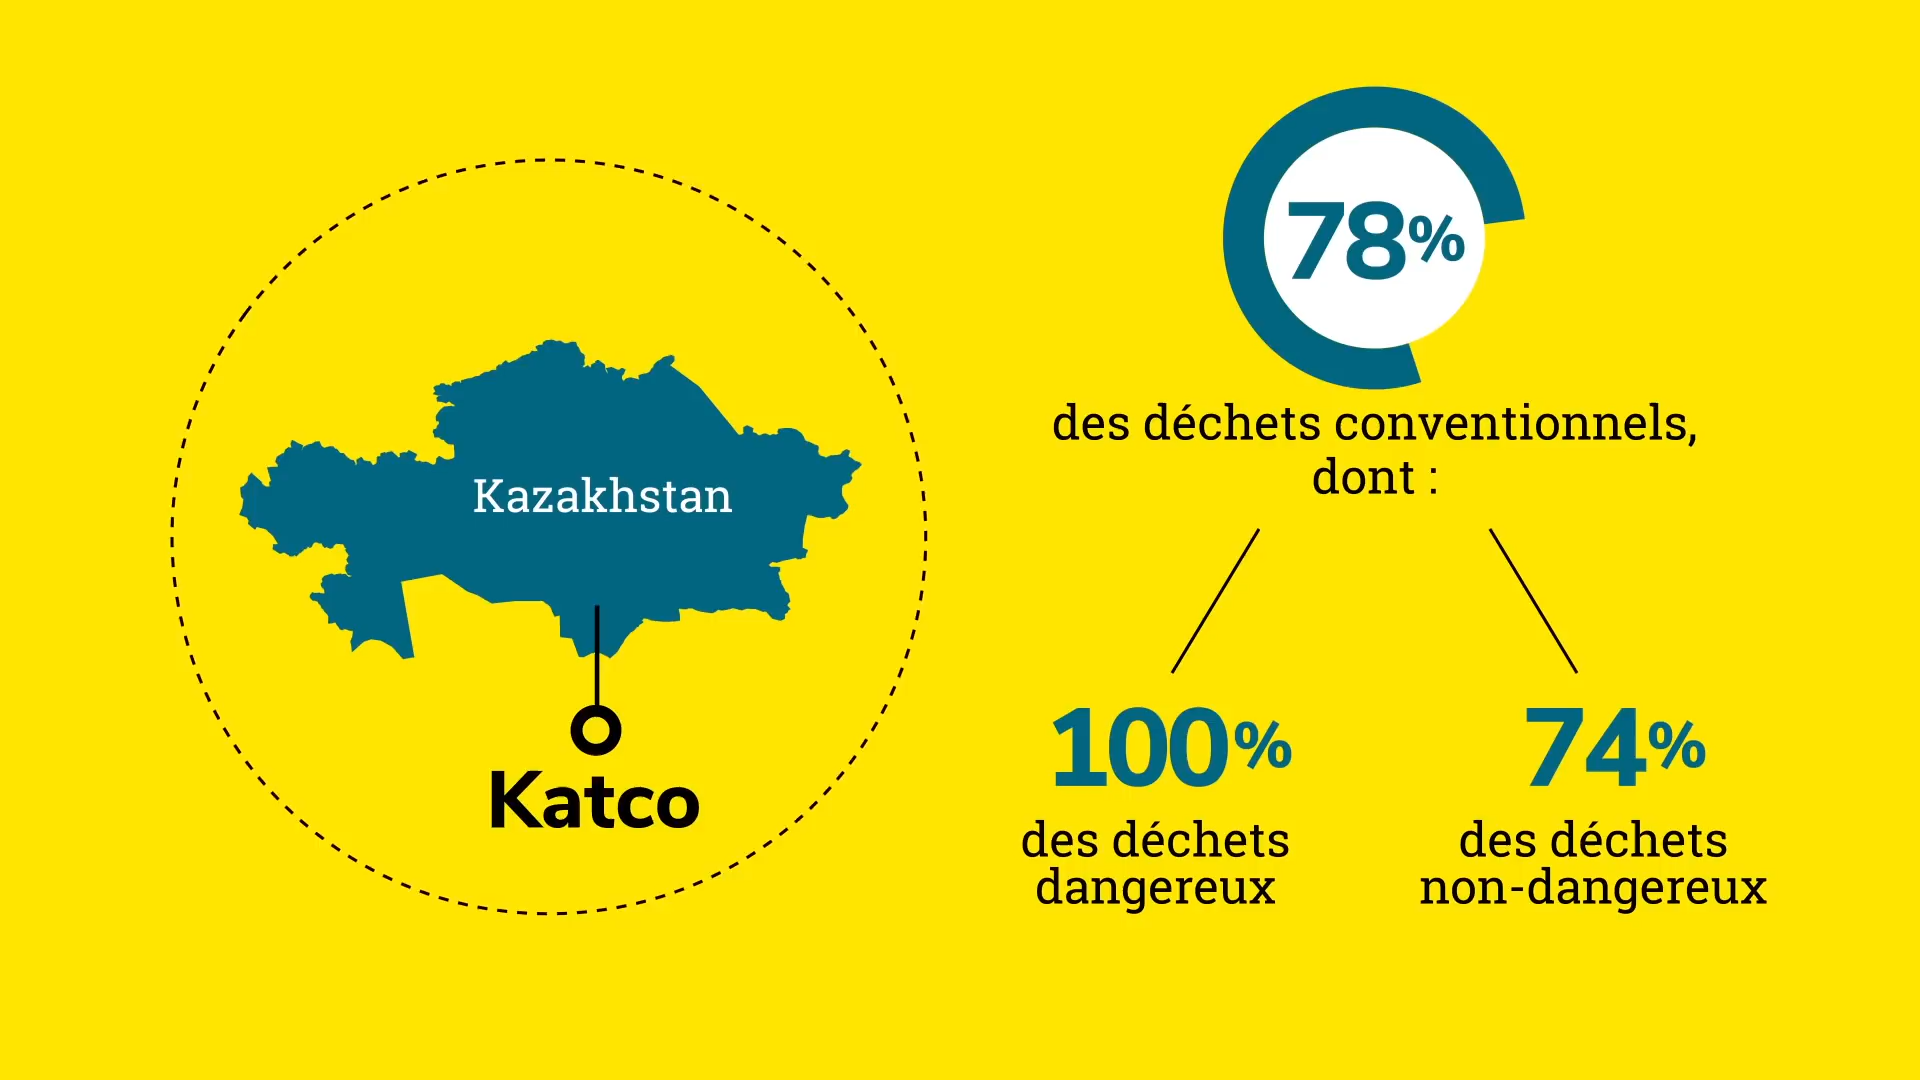 Kazakhstan
Katco
78%
des déchets conventionnels,
dont :
100%
des déchets
dangereux
74%
des déchets
non-dangereux